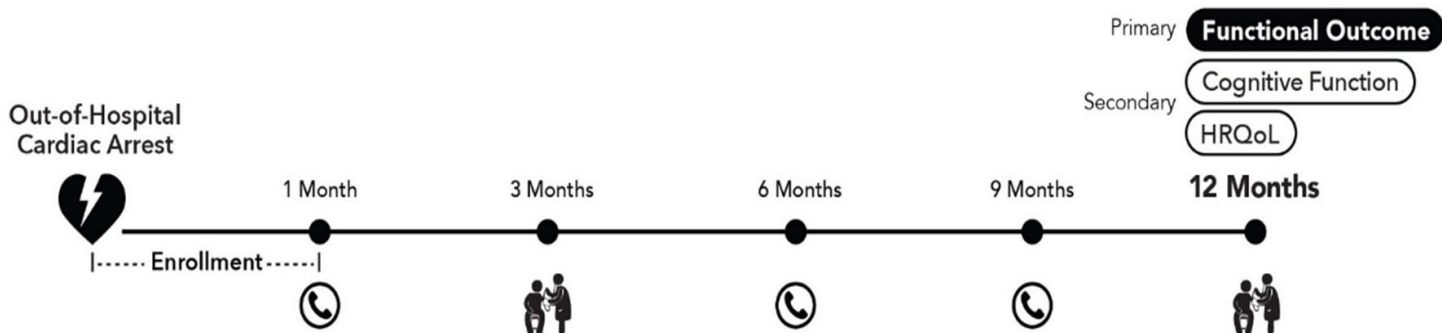 Primary
Functional Outcome
Secondary
Cognitive Function
HRQoL
Out-of-Hospital
Cardiac Arrest
1 Month
3 Months
6 Months
9 Months
12 Months
Enrollment